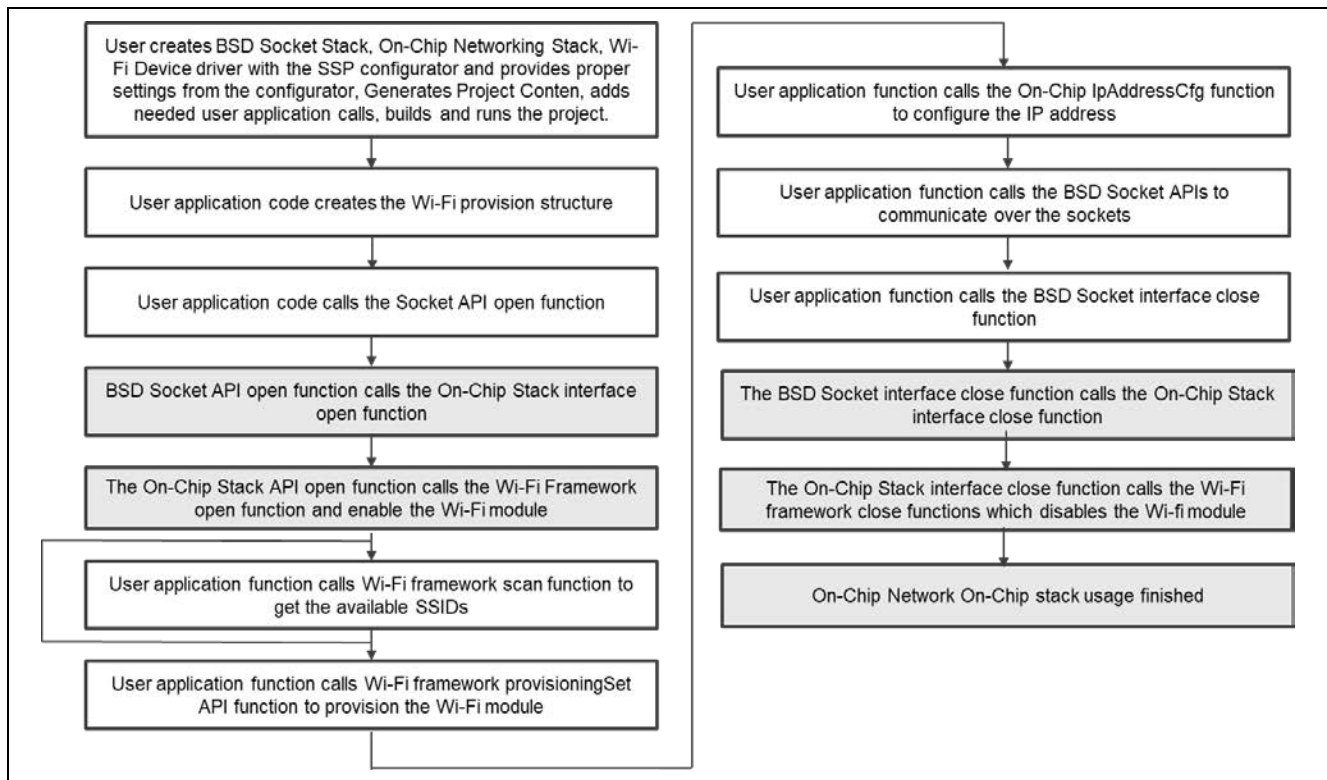 User creates BSD Socket Stack, On-Chip Networking Stack, Wi-
Fi Device driver with the SSP configurator and provides proper
settings from the configurator, Generates Project Conten, adds
needed user application calls, builds and runs the project.
User application code creates the Wi-Fi provision structure
User application code calls the Socket API open function
BSD Socket API open function calls the On-Chip Stack interface
open function
The On-Chip Stack API open function calls the Wi-Fi Framework
open function and enable the Wi-Fi module
User application function calls Wi-Fi framework scan function to
get the available SSIDs
User application function calls Wi-Fi framework provisioningSet
API function to provision the Wi-Fi module
User application function calls the On-Chip IpAddressCfg function
to configure the IP address
User application function calls the BSD Socket APIs to
communicate over the sockets
User application function calls the BSD Socket interface close
function
The BSD Socket interface close function calls the On-Chip Stack
interface close function
The On-Chip Stack interface close function calls the Wi-Fi
framework close functions which disables the Wi-fi module
On-Chip Network On-Chip stack usage finished